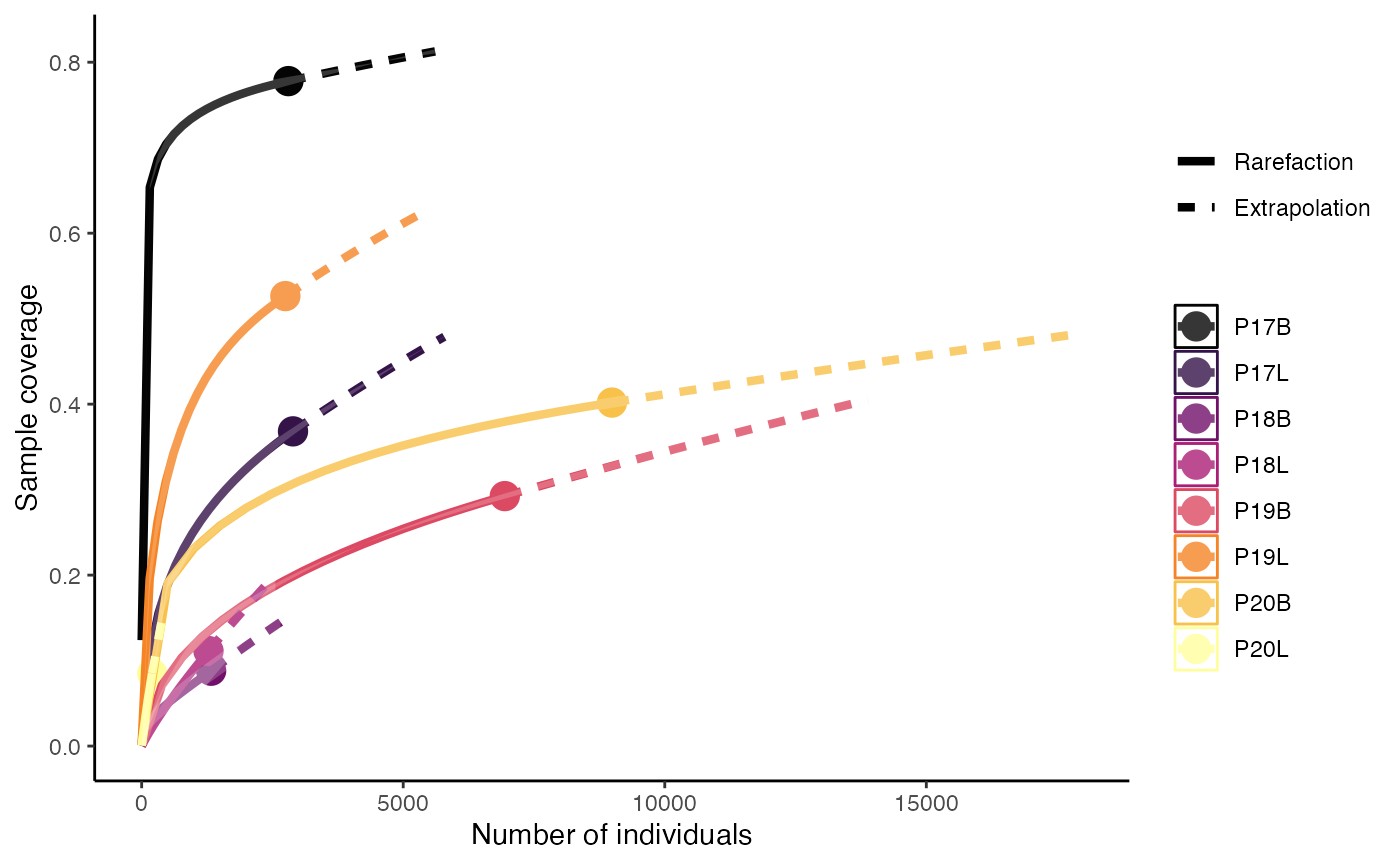 0.8
0.6
0.4
0.2
0.0
Sample coverage
0
5000
10000
15000
Number of individuals
Rarefaction
Extrapolation
P17B
P17L
P18B
P18L
P19B
P19L
P20B
P20L